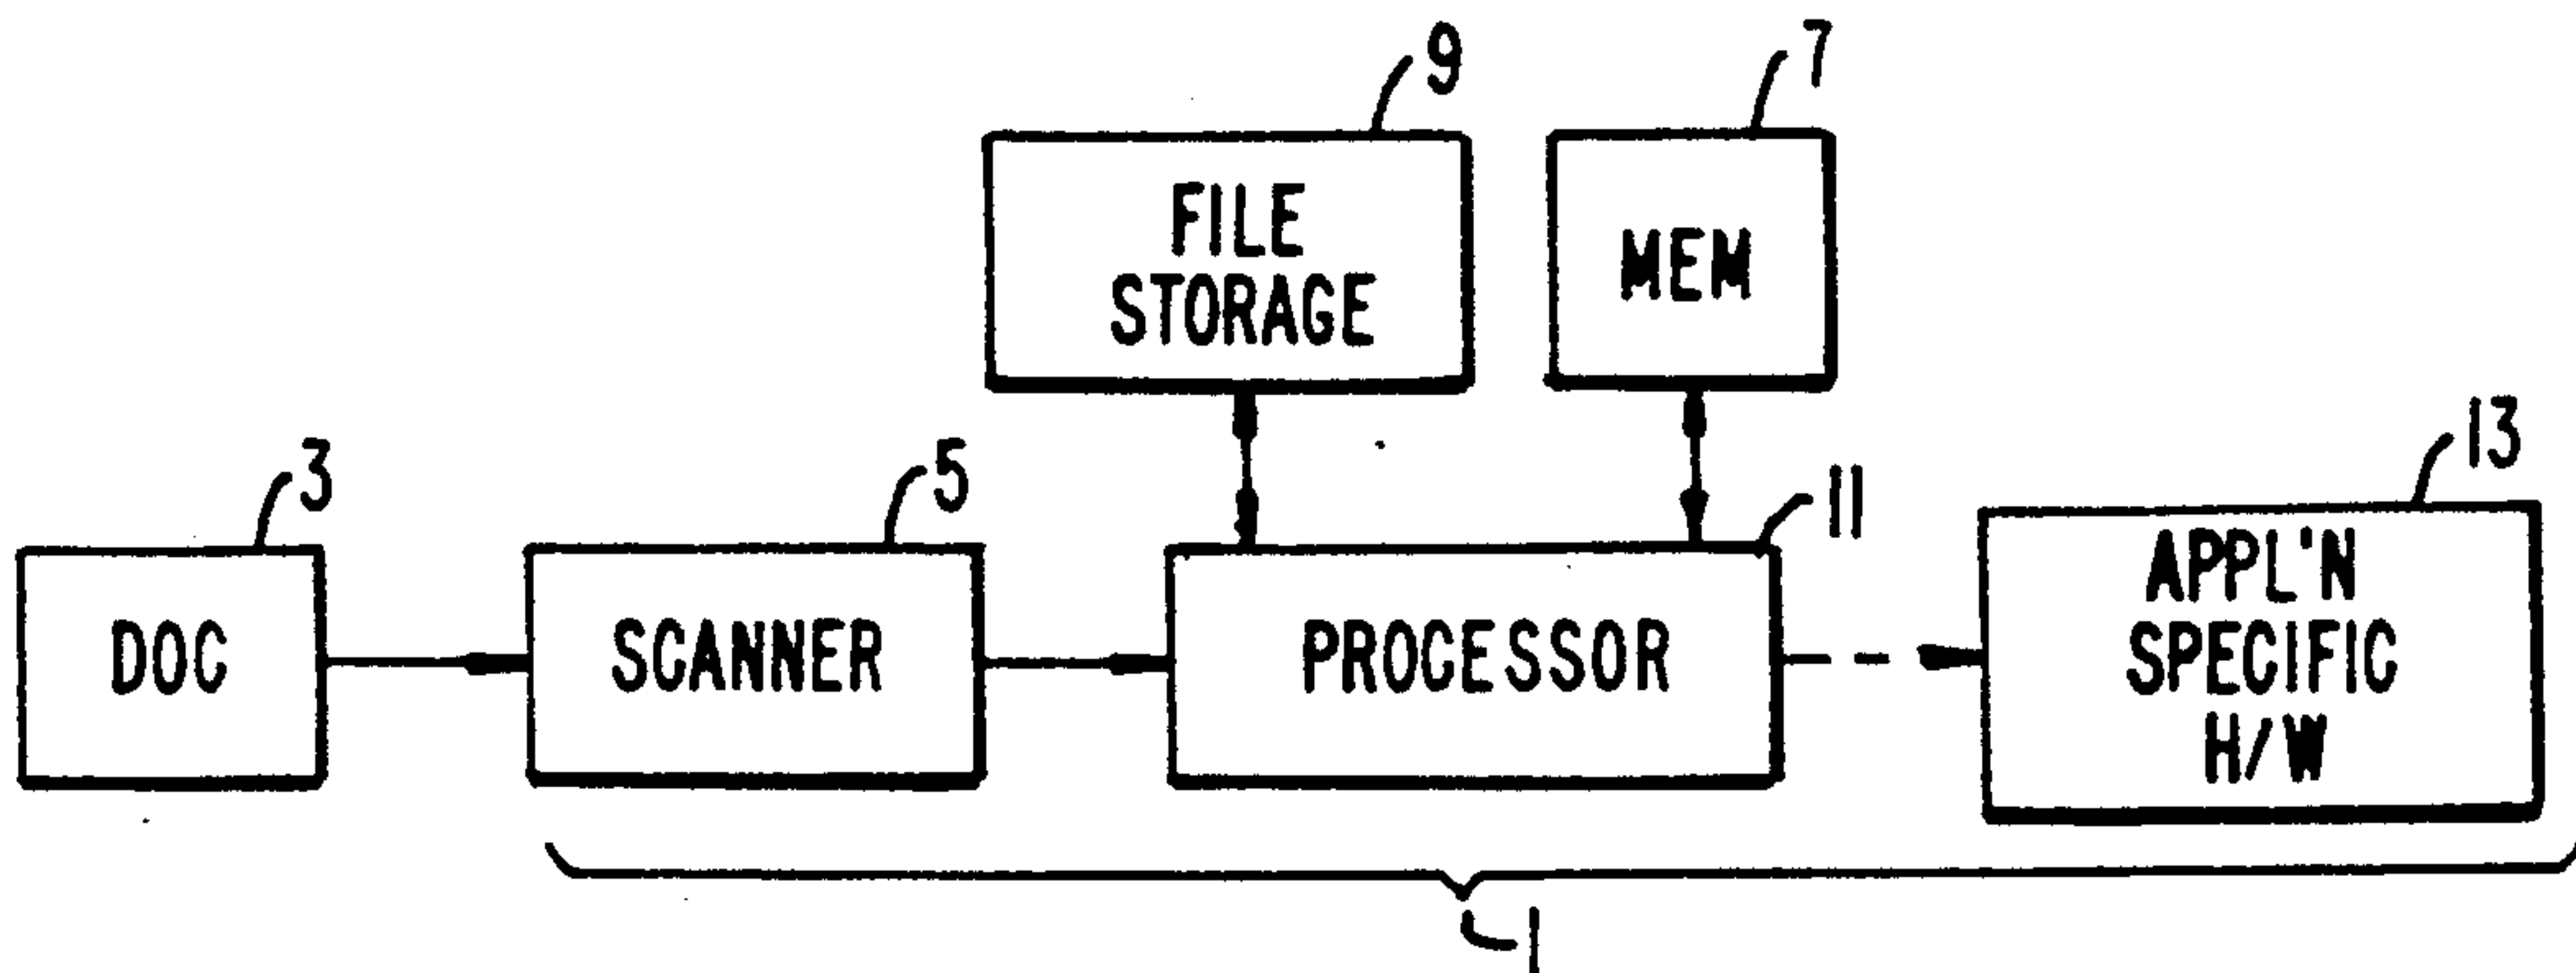 9
7
FILE
STORAGE
MEM
3
5
11
13
DOC
SCANNER
PROCESSOR
APPL'N
SPECIFIC
H/W
1